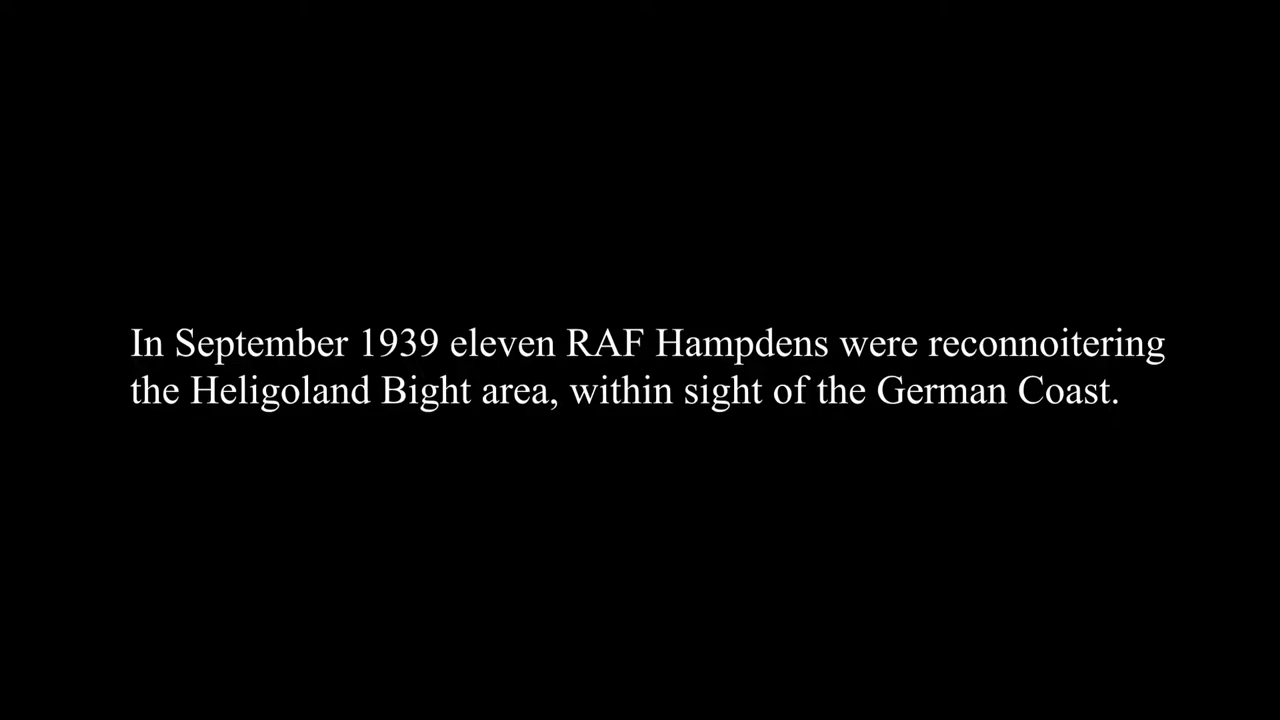 In September 1939 eleven RAF Hampdens were reconnoitering
the Heligoland Bight area, within sight of the German Coast.